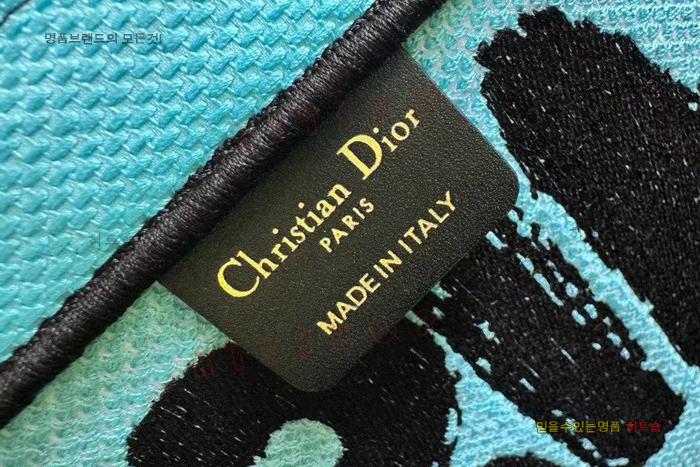 명품브랜드의 모든것!
Christian Dior
PARIS
MADE IN ITALY
믿을수있는명품 히트숍